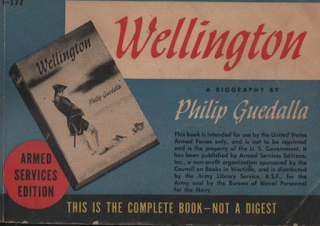 I-177
Wellington
A BIOGRAPHY BY
Philip Guedalla
Wellington
Philip Guedalla
This book is intended for use by the United States
Armed Forces only, and is not to be reprinted
and is the property of the U. S. Government. It
has been published by Armed Services Editions,
Inc., a non-profit organization sponsored by the
Council on Books in Wartime, and is distributed
by the Army Library Service, A.S.F., for the
Army and by the Bureau of Naval Personnel
for the Navy.
ARMED
SERVICES
EDITION
THIS IS THE COMPLETE BOOK—NOT A DIGEST